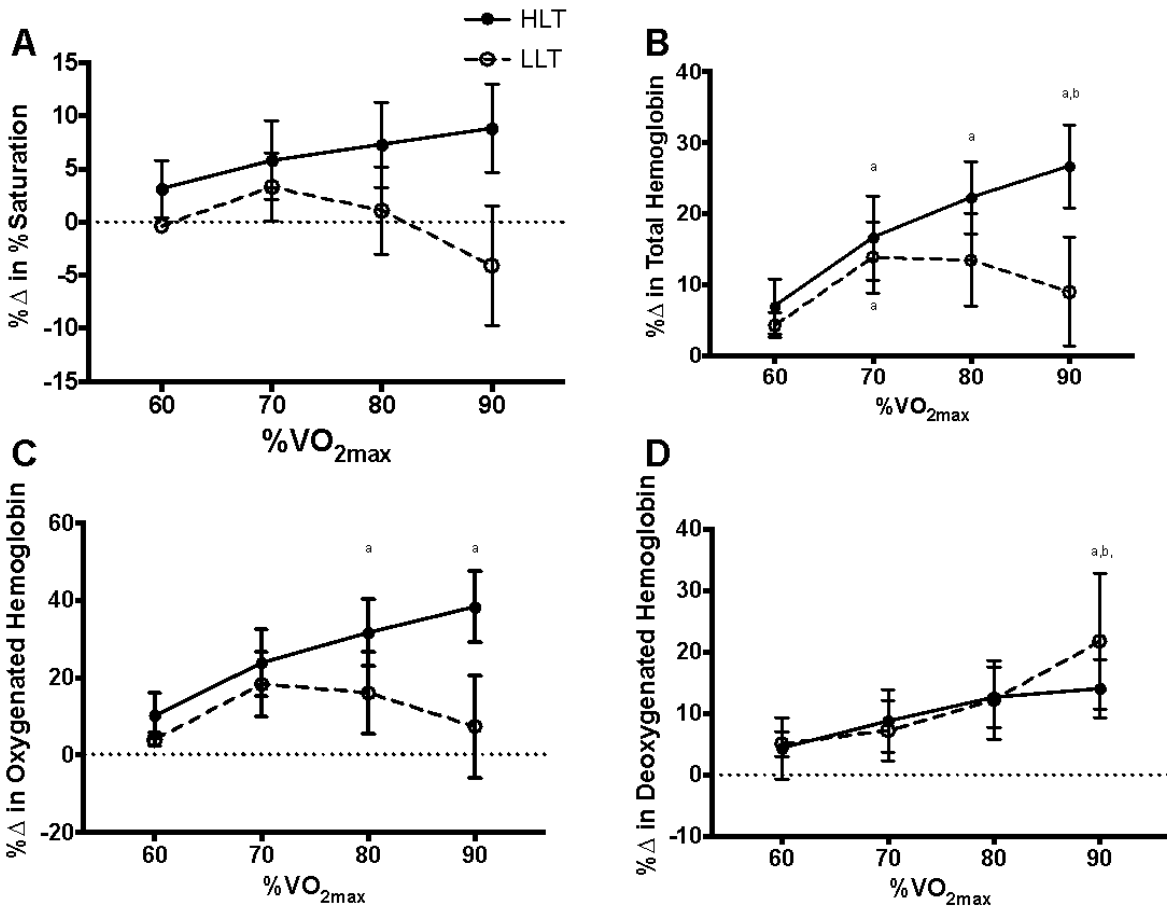 HLT
LLT
A
%Δ in %Saturation
15
10
5
0
-5
-10
-15
60 70 80 90
%VO2max
B
%Δ in Total Hemoglobin
40
30
20
10
0
a
a
a
a,b
60 70 80 90
%VO2max
C
%Δ in Oxygenated Hemoglobin
60
40
20
0
-20
a a
60 70 80 90
%VO2max
D
%Δ in Deoxygenated Hemoglobin
40
30
20
10
0
-10
a,b,
60 70 80 90
%VO2max